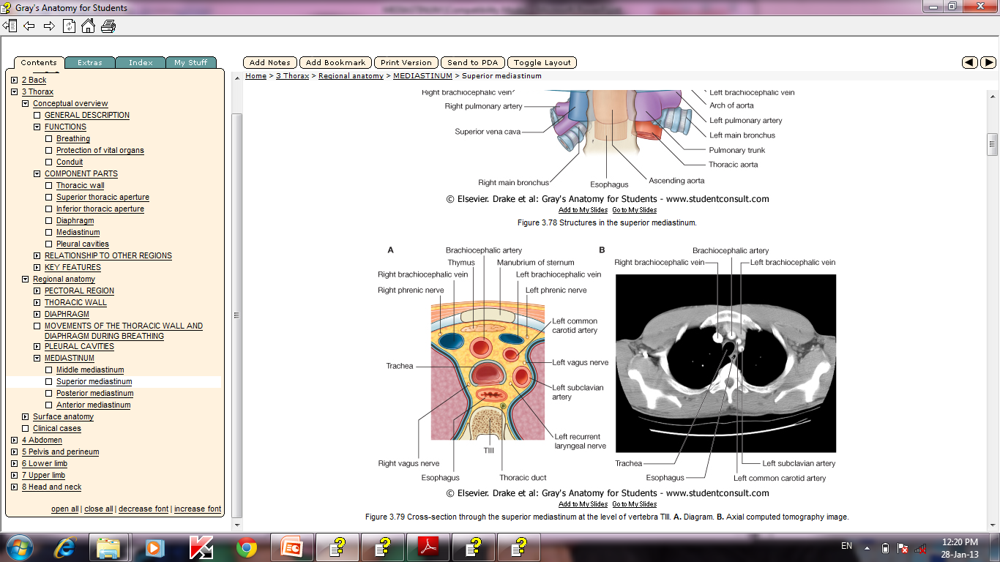 Gray's Anatomy for Students
Contents
Extras
Index
My Stuff
2 Back
3 Thorax
Conceptual overview
GENERAL DESCRIPTION
FUNCTIONS
Breathing
Protection of vital organs
Conduit
COMPONENT PARTS
Thoracic wall
Superior thoracic aperture
Inferior thoracic aperture
Diaphragm
Mediastinum
Pleural cavities
RELATIONSHIP TO OTHER REGIONS
KEY FEATURES
Regional anatomy
PECTORAL REGION
THORACIC WALL
DIAPHRAGM
MOVEMENTS OF THE THORACIC WALL AND
DIAPHRAGM DURING BREATHING
PLEURAL CAVITIES
MEDIASTINUM
Middle mediastinum
Superior mediastinum
Posterior mediastinum
Anterior mediastinum
Surface anatomy
Clinical cases
4 Abdomen
5 Pelvis and perineum
6 Lower limb
7 Upper limb
8 Head and neck
open all | close all | decrease font | increase font
Add Notes
Add Bookmark
Print Version
Send to PDA
Toggle Layout
Home > 3 Thorax > Regional anatomy > MEDIASTINUM > Superior mediastinum
Right brachiocephalic vein
Right pulmonary artery
Superior vena cava
Right main bronchus
Esophagus
Ascending aorta
Left brachiocephalic vein
Arch of aorta
Left pulmonary artery
Left main bronchus
Pulmonary trunk
Thoracic aorta
© Elsevier. Drake et al: Gray's Anatomy for Students - www.studentconsult.com
Add to My Slides Go to My Slides
Figure 3.78 Structures in the superior mediastinum.
A
Brachiocephalic artery
Thymus
Manubrium of sternum
Right brachiocephalic vein
Left brachiocephalic vein
Right phrenic nerve
Left phrenic nerve
Left common
carotid artery
Trachea
Left vagus nerve
Left subclavian
artery
Left recurrent
laryngeal nerve
TIII
Right vagus nerve
Esophagus
Thoracic duct
B
Brachiocephalic artery
Right brachiocephalic vein
Left brachiocephalic vein
Trachea
Left subclavian artery
Esophagus
Left common carotid artery
© Elsevier. Drake et al: Gray's Anatomy for Students - www.studentconsult.com
Add to My Slides Go to My Slides
Figure 3.79 Cross-section through the superior mediastinum at the level of vertebra TIII. A. Diagram. B. Axial computed tomography image.
EN
12:20 PM
28-Jan-13